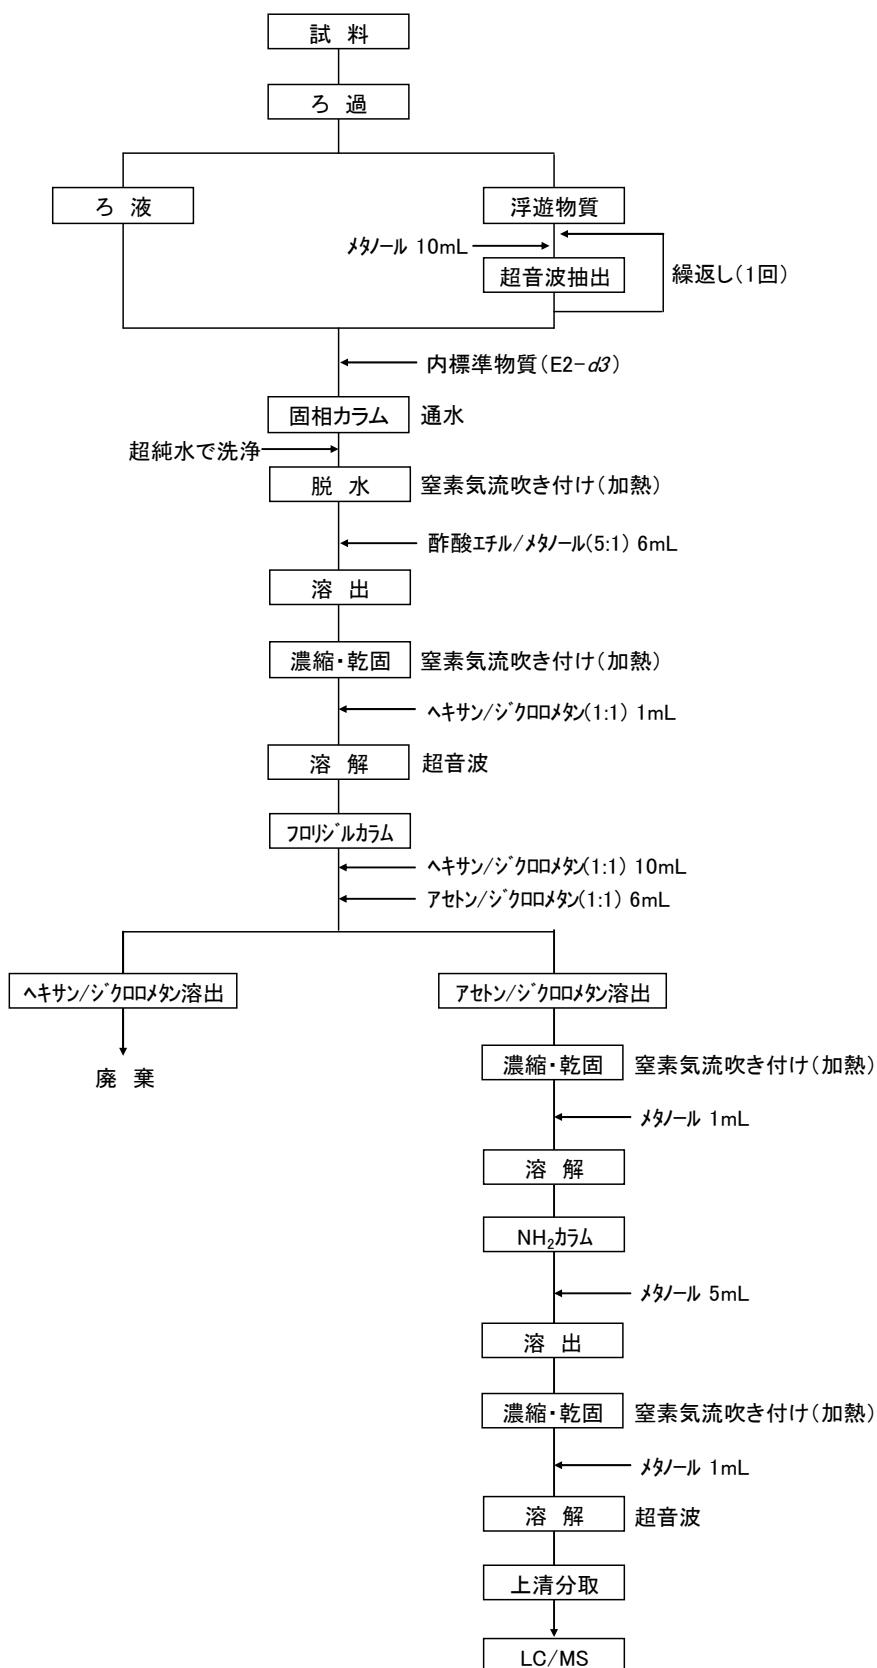 試 料
ろ 過
ろ 液
浮遊物質
ﾒﾀﾉｰﾙ 10mL
超音波抽出
繰返し(1回)
内標準物質(E2-d3)
固相カラム 通水
超純水で洗浄
脱 水 窒素気流吹き付け(加熱)
酢酸ｴﾁﾙ/ﾒﾀﾉｰﾙ(5:1) 6mL
溶 出
濃縮・乾固 窒素気流吹き付け(加熱)
ﾍｷｻﾝ/ｼﾞｸﾛﾛﾒﾀﾝ(1:1) 1mL
溶 解 超音波
ﾌﾛﾘｼﾞﾙｶﾗﾑ
ﾍｷｻﾝ/ｼﾞｸﾛﾛﾒﾀﾝ(1:1) 10mL
ｱｾﾄﾝ/ｼﾞｸﾛﾛﾒﾀﾝ(1:1) 6mL
ﾍｷｻﾝ/ｼﾞｸﾛﾛﾒﾀﾝ溶出
ｱｾﾄﾝ/ｼﾞｸﾛﾛﾒﾀﾝ溶出
廃 棄
濃縮・乾固 窒素気流吹き付け(加熱)
ﾒﾀﾉｰﾙ 1mL
溶 解
NH₂ｶﾗﾑ
ﾒﾀﾉｰﾙ 5mL
溶 出
濃縮・乾固 窒素気流吹き付け(加熱)
ﾒﾀﾉｰﾙ 1mL
溶 解 超音波
上清分取
LC/MS